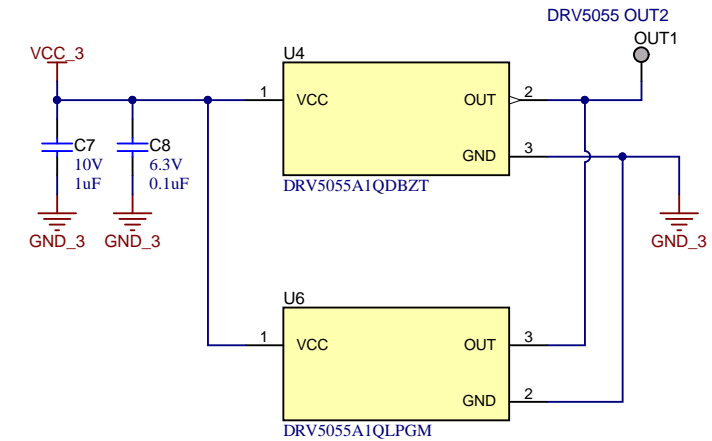 DRV5055 OUT2
OUT1
VCC_3
U4
1
VCC
OUT
2
C7
10V
1uF
C8
6.3V
0.1uF
GND
3
DRV5055A1QDBZT
GND_3
GND_3
GND_3
U6
1
VCC
OUT
3
GND
2
DRV5055A1QLPGM